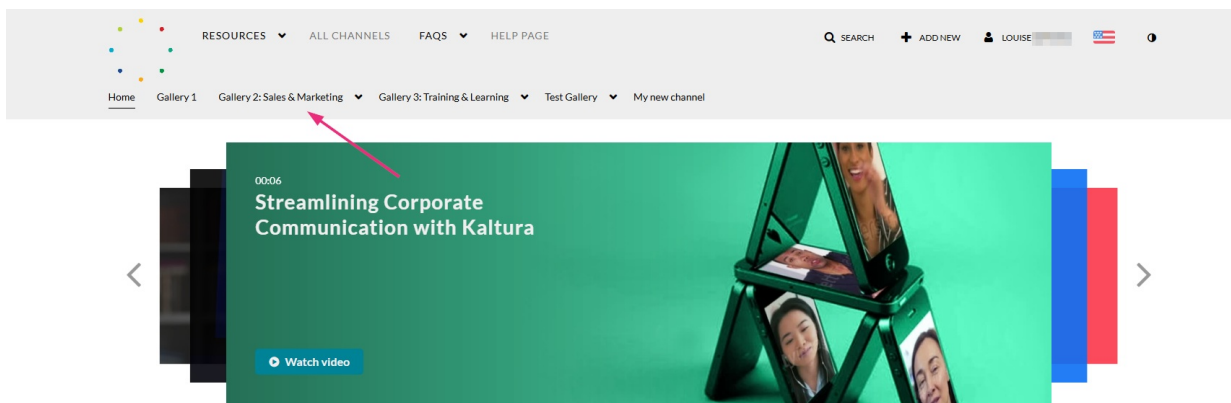 RESOURCES ALL CHANNELS FAQS HELP PAGE SEARCH ADD NEW LOUISE
Home Gallery 1 Gallery 2: Sales & Marketing Gallery 3: Training & Learning Test Gallery My new channel
00:06
Streamlining Corporate
Communication with Kaltura
Watch video